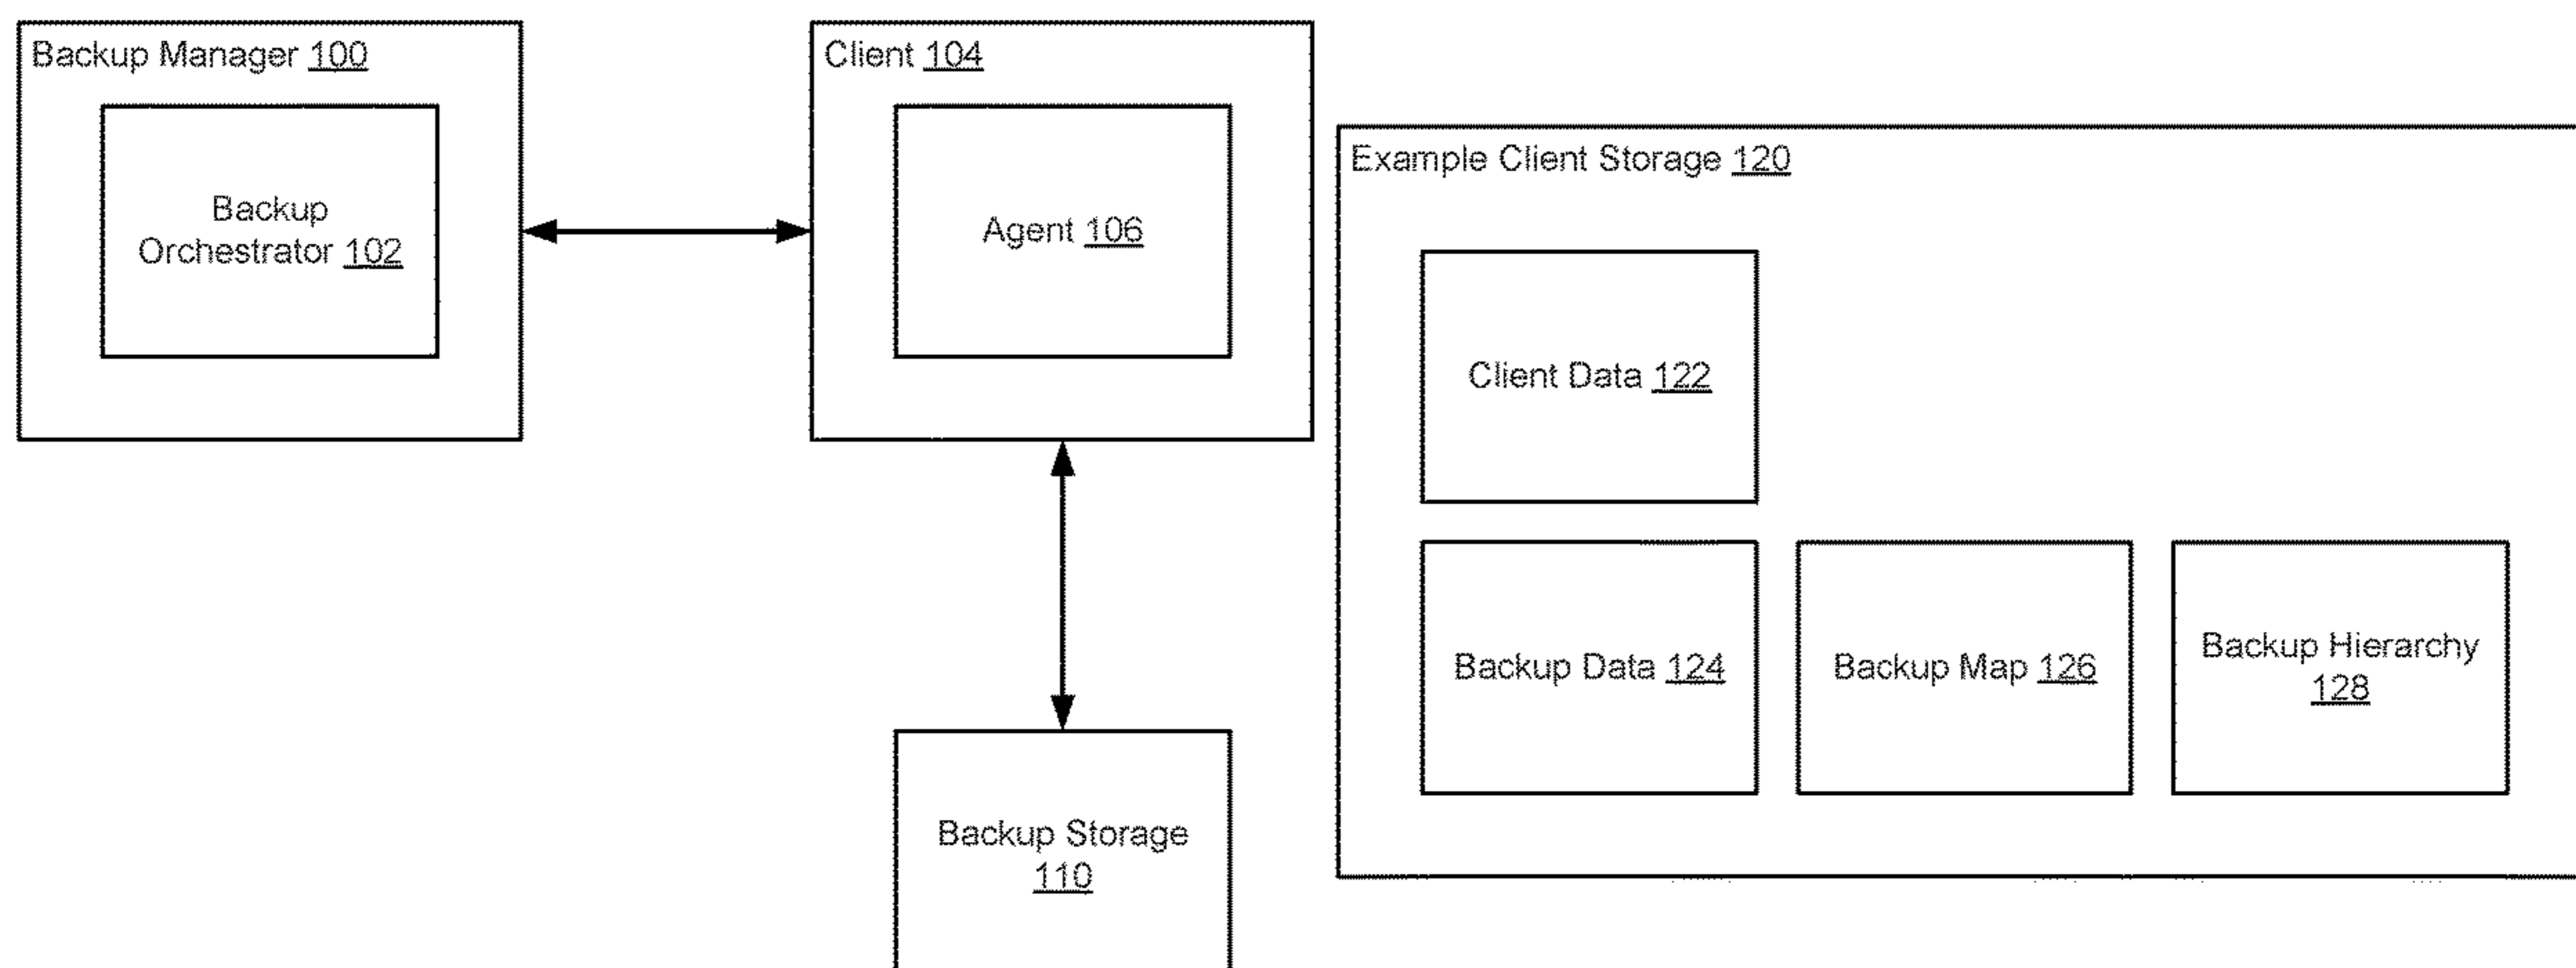 Backup Manager 100
Backup
Orchestrator 102
Client 104
Agent 106
Example Client Storage 120
Client Data 122
Backup Data 124
Backup Map 126
Backup Hierarchy
128
Backup Storage
110